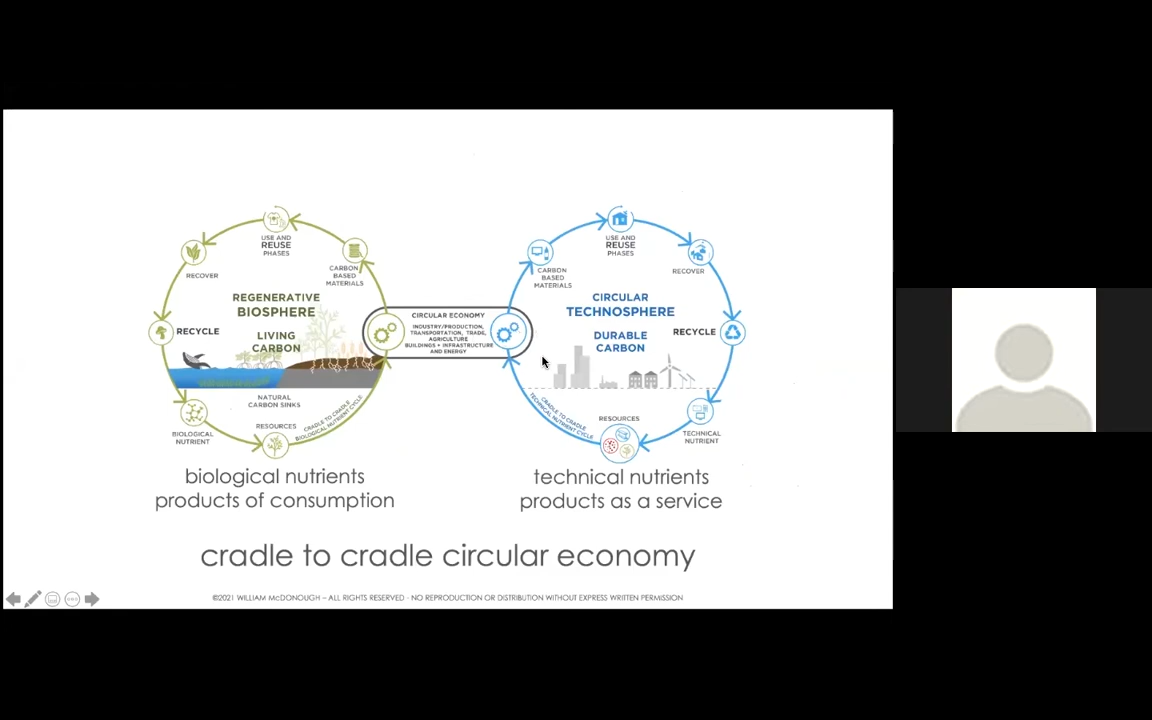 USE AND
REUSE
PHASES
RECOVER
CARBON
BASED
MATERIALS
REGENERATIVE
BIOSPHERE
LIVING
CARBON
RECYCLE
NATURAL
CARBON SINKS
BIOLOGICAL
NUTRIENT
RESOURCES
CRADLE TO CRADLE
BIOLOGICAL NUTRIENT CYCLE
CIRCULAR ECONOMY
INDUSTRY/PRODUCTION,
TRANSPORTATION, TRADE,
AGRICULTURE
BUILDINGS + INFRASTRUCTURE
AND ENERGY
USE AND
REUSE
PHASES
CARBON
BASED
MATERIALS
RECOVER
CIRCULAR
TECHNOSPHERE
DURABLE
CARBON
RECYCLE
CRADLE TO CRADLE
TECHNICAL NUTRIENT CYCLE
RESOURCES
TECHNICAL
NUTRIENT
biological nutrients
products of consumption
technical nutrients
products as a service
cradle to cradle circular economy
©2021 WILLIAM McDONOUGH – ALL RIGHTS RESERVED - NO REPRODUCTION OR DISTRIBUTION WITHOUT EXPRESS WRITTEN PERMISSION